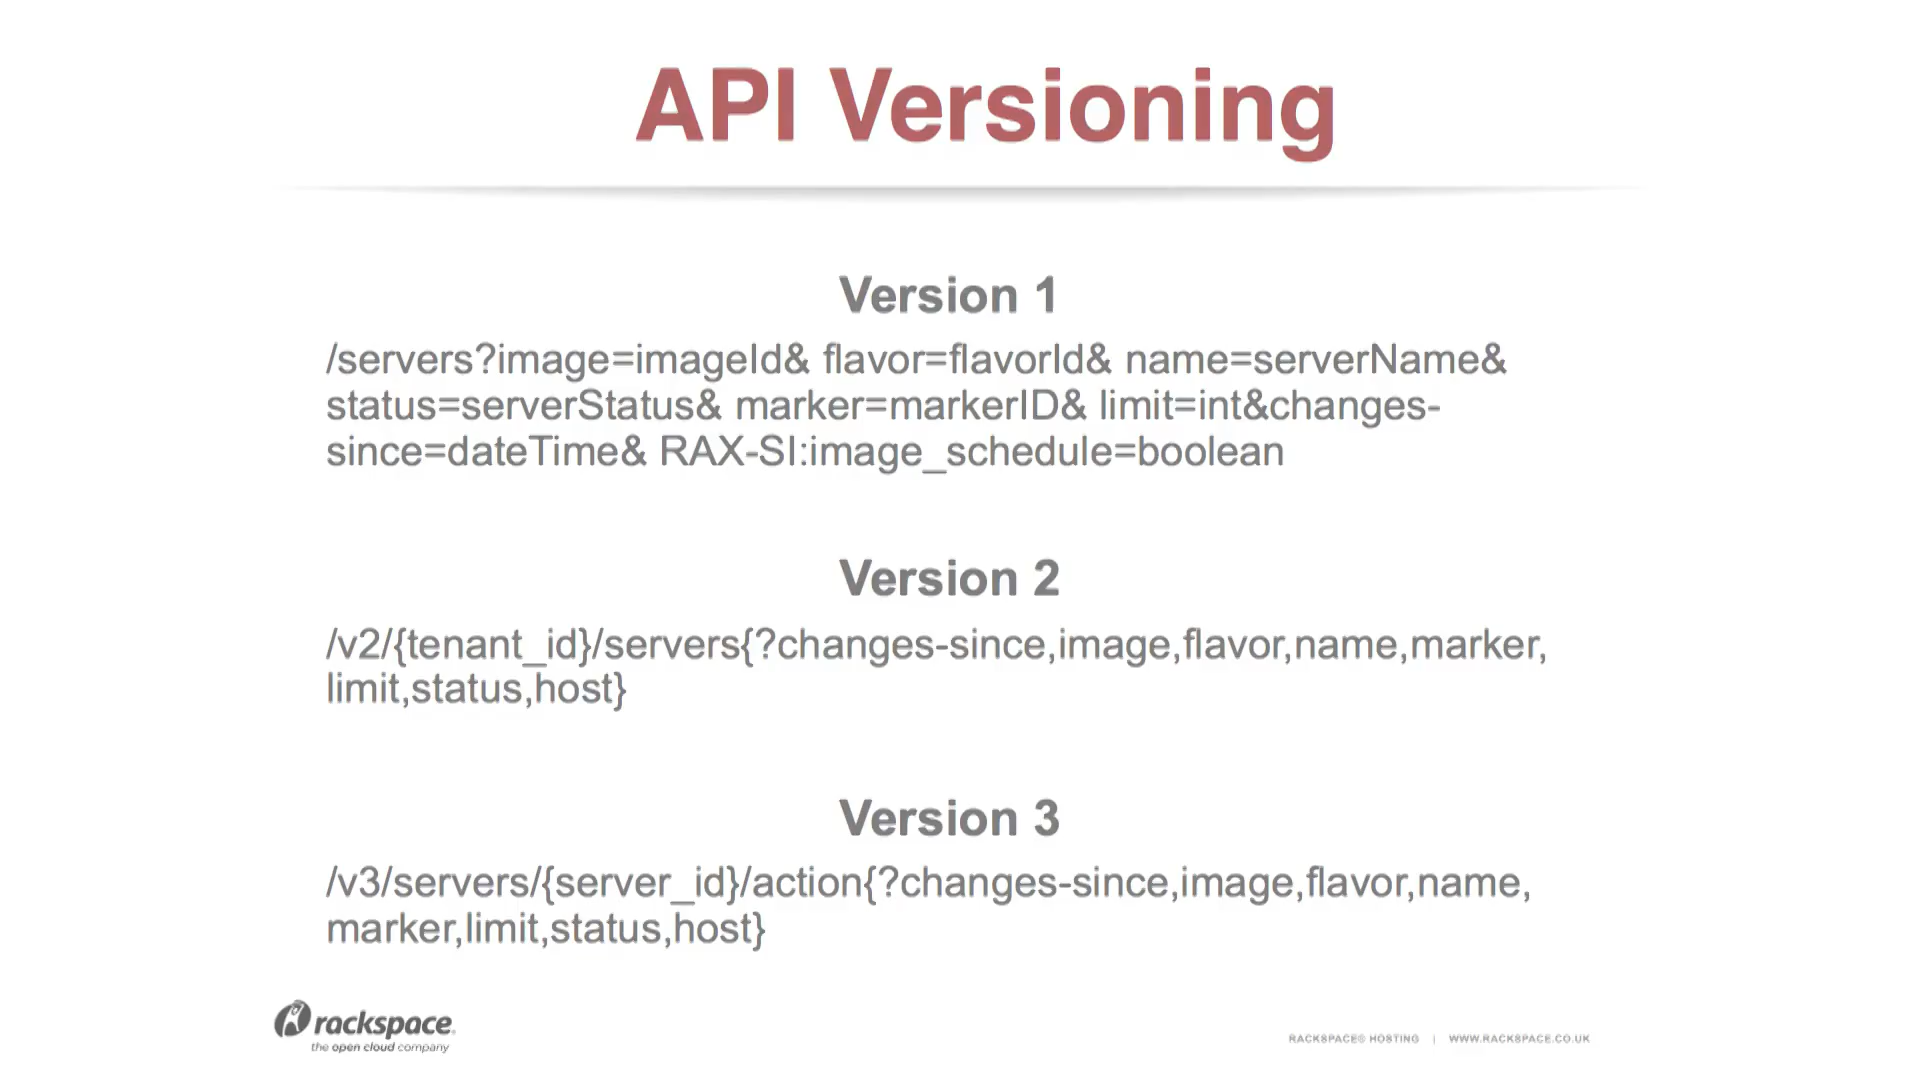 API Versioning
Version 1
/servers?image=imageId& flavor=flavorId& name=serverName&
status=serverStatus& marker=markerID& limit=int&changes-
since=dateTime& RAX-SI:image_schedule=boolean
Version 2
/v2/{tenant_id}/servers{?changes-since,image,flavor,name,marker,
limit,status,host}
Version 3
/v3/servers/{server_id}/action{?changes-since,image,flavor,name,
marker,limit,status,host}
rackspace.
the open cloud company
RACKSPACE® HOSTING | WWW.RACKSPACE.CO.UK